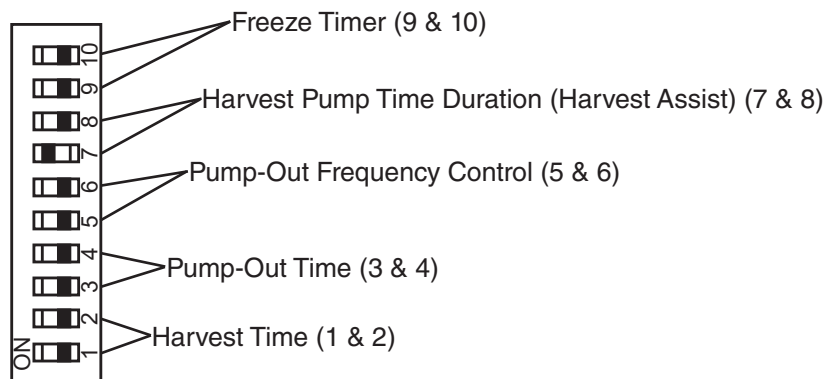 10
Freeze Timer (9 & 10)
9
8
Harvest Pump Time Duration (Harvest Assist) (7 & 8)
7
6
Pump-Out Frequency Control (5 & 6)
5
4
Pump-Out Time (3 & 4)
3
2
Harvest Time (1 & 2)
1
ON